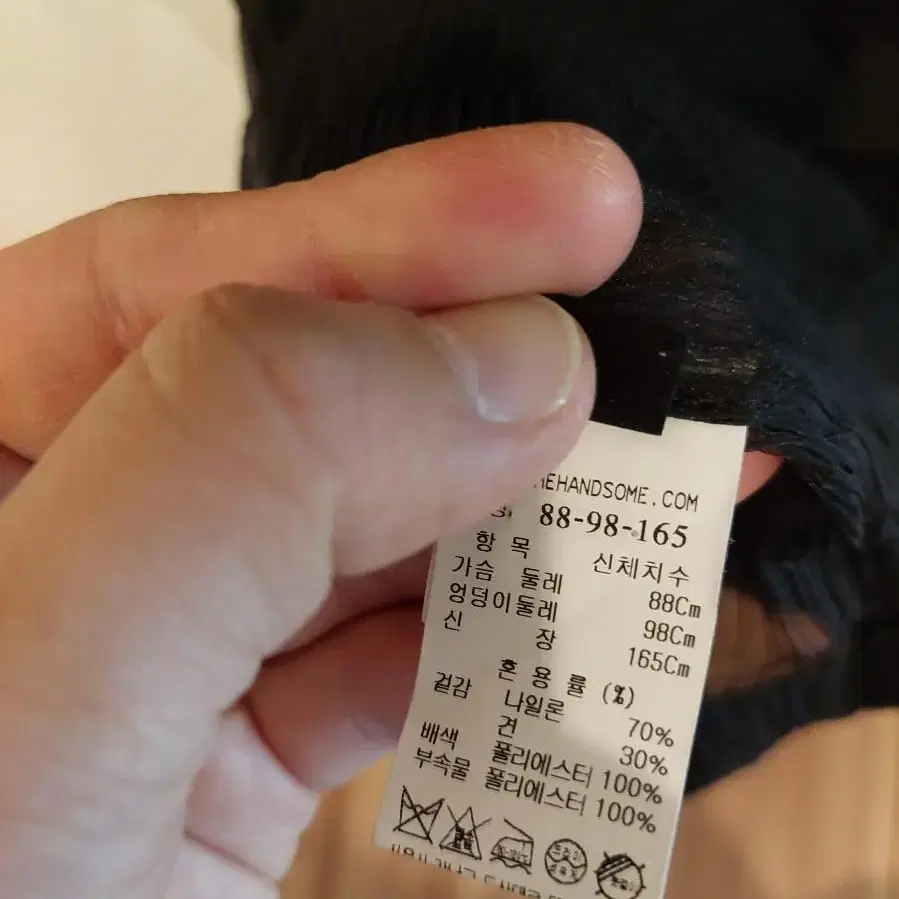 HANDSOME.COM
88-98-165
항 목 신체치수
가슴 둘레 88Cm
엉덩이둘레 98Cm
신 장 165Cm
혼 용 률 (%)
겉감 나일론 70%
견 30%
배색 폴리에스터 100%
부속물 폴리에스터 100%